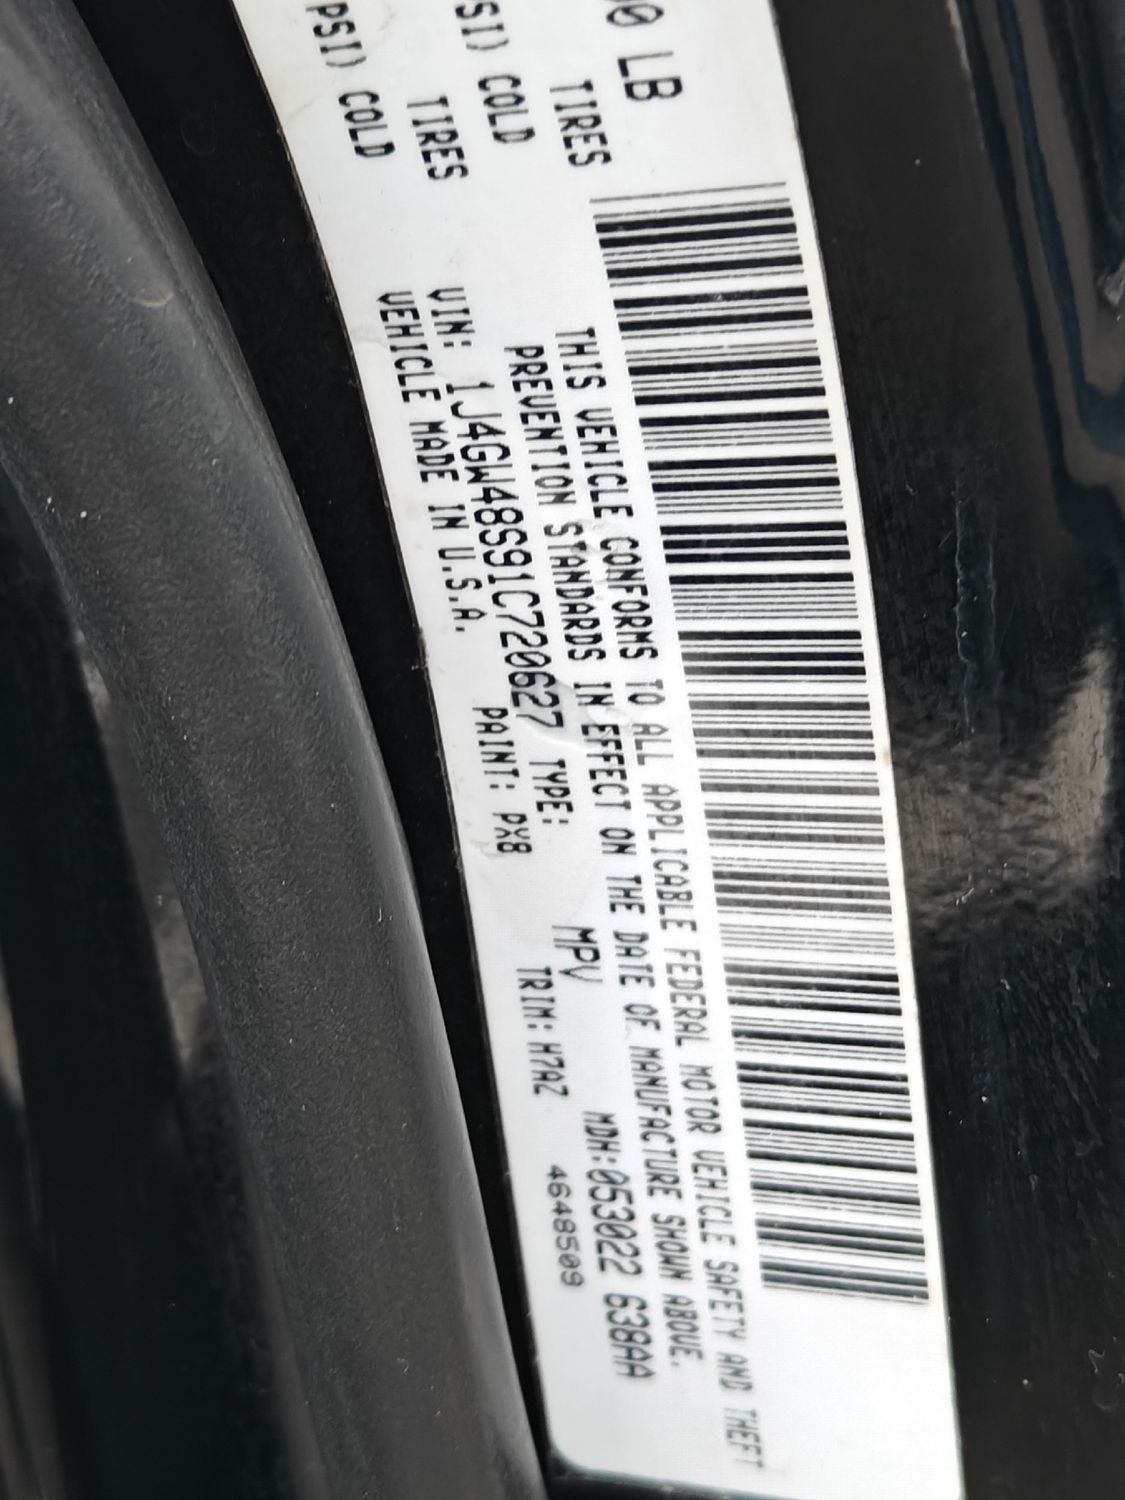 00 LB
TIRES
SI) COLD
TIRES
PSI) COLD
THIS VEHICLE CONFORMS TO ALL APPLICABLE FEDERAL MOTOR VEHICLE SAFETY AND THEFT
PREVENTION STANDARDS IN EFFECT ON THE DATE OF MANUFACTURE SHOWN ABOVE.
VIN: 1J4GW48S91C720627 TYPE: MPV MDH:053022 638AA
VEHICLE MADE IN U.S.A. PAINT: PX8 TRIM: H7AZ 4648509